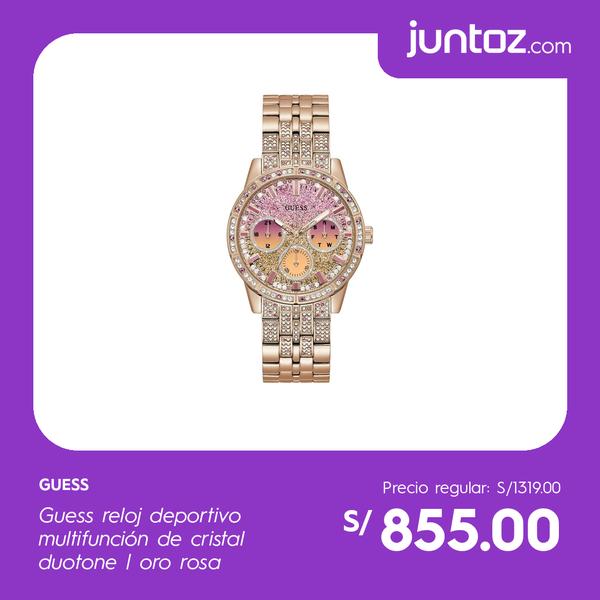 juntoz.com
GUESS
GUESS
Guess reloj deportivo
multifunción de cristal
duotone | oro rosa
Precio regular: S/1319.00
S/ 855.00